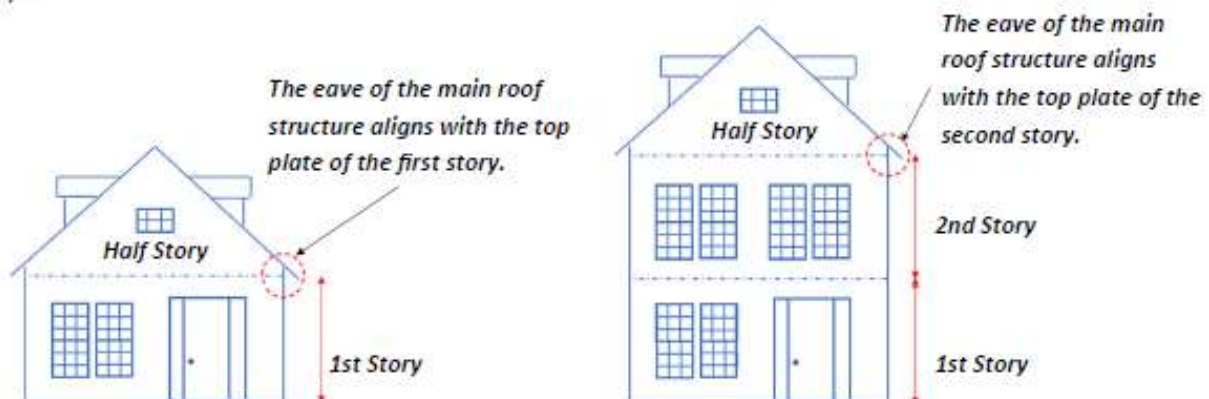 The eave of the main roof
structure aligns with the top
plate of the first story.
Half Story
1st Story
The eave of the main
roof structure aligns
with the top plate of the
second story.
Half Story
2nd Story
1st Story